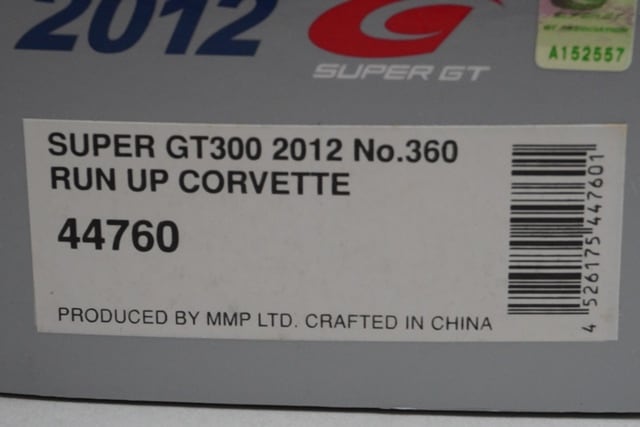 2012
SUPER GT
A152557
SUPER GT300 2012 No.360
RUN UP CORVETTE
44760
PRODUCED BY MMP LTD. CRAFTED IN CHINA
4 526175 447601